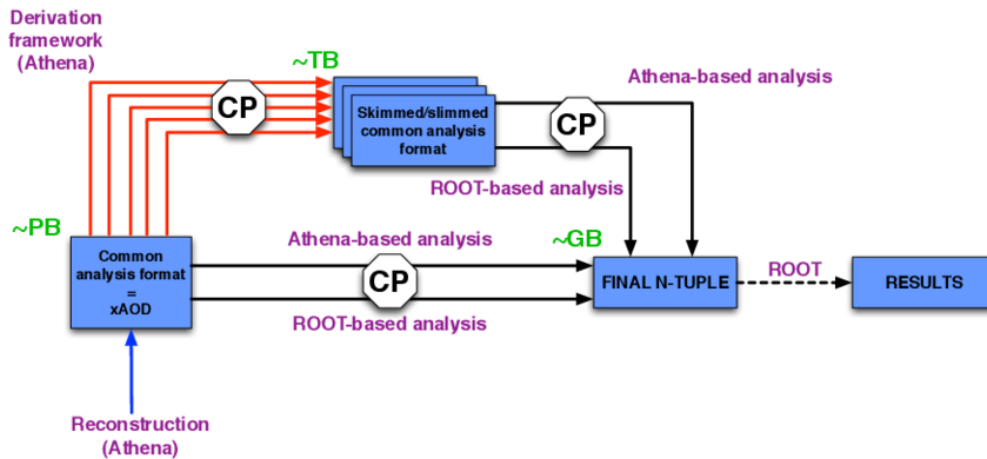 Derivation
framework
(Athena)
~TB
CP
Skimmed/slimmed
common analysis
format
CP
Athena-based analysis
ROOT-based analysis
~PB
Common
analysis format
=
xAOD
Athena-based analysis
CP
ROOT-based analysis
~GB
FINAL N-TUPLE
ROOT
RESULTS
Reconstruction
(Athena)